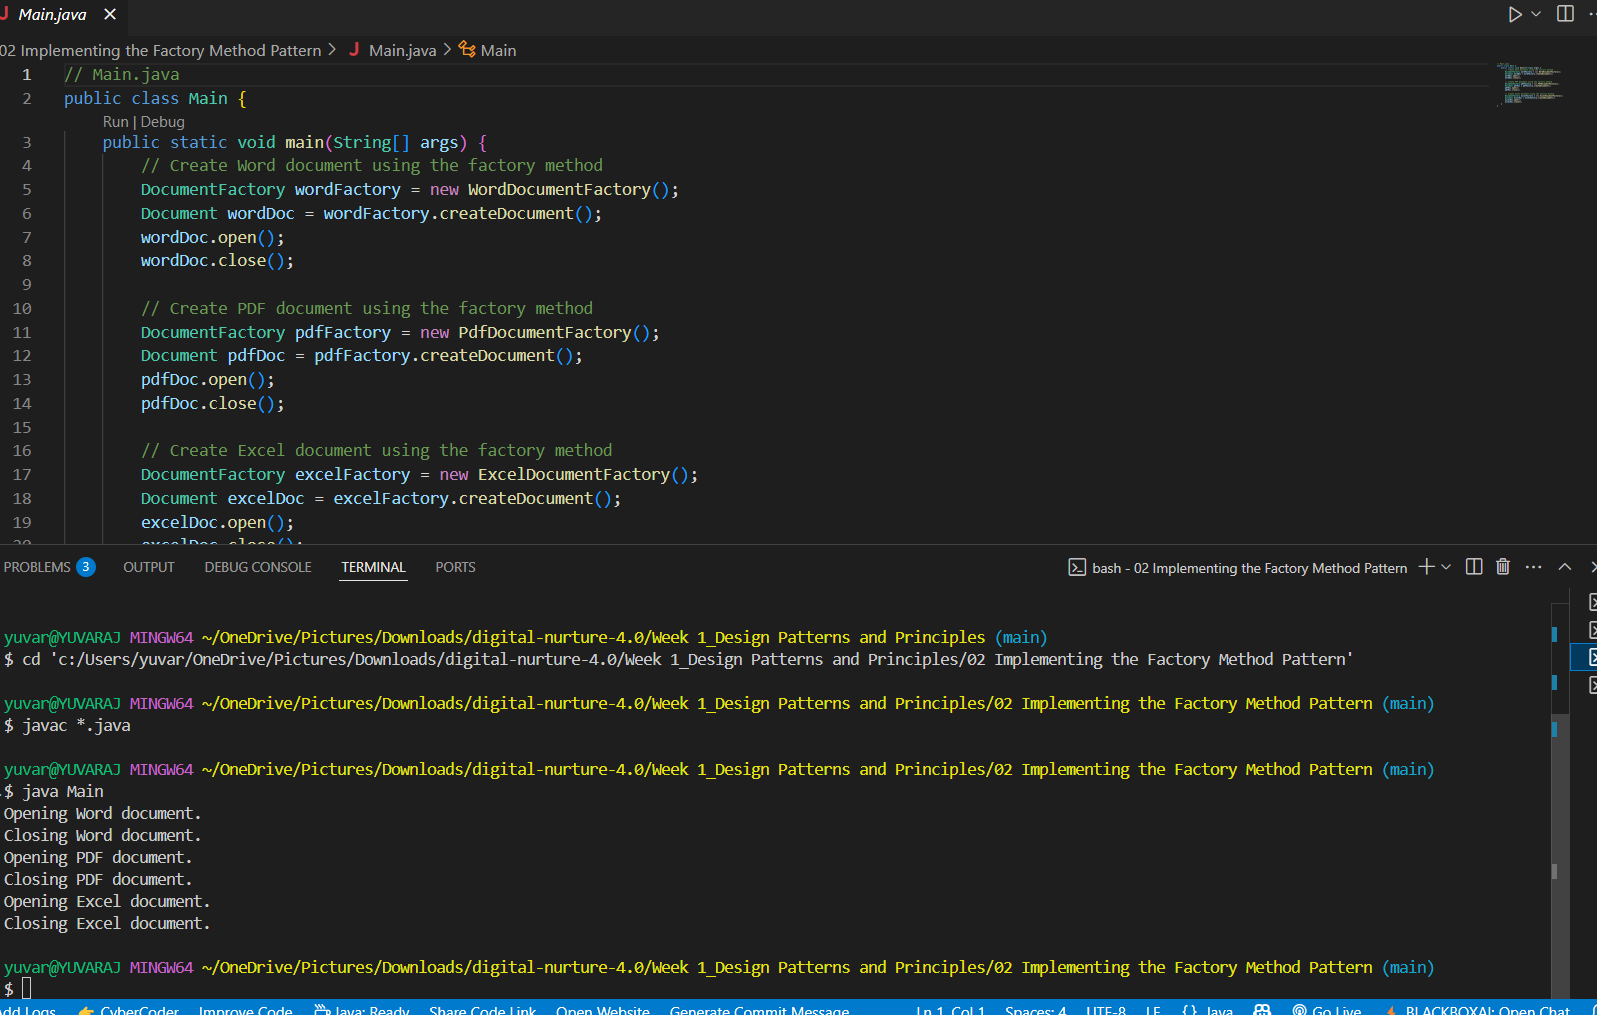 Main.java
02 Implementing the Factory Method Pattern > Main.java > Main
1 // Main.java
2 public class Main {
Run | Debug
3 public static void main(String[] args) {
4 // Create Word document using the factory method
5 DocumentFactory wordFactory = new WordDocumentFactory();
6 Document wordDoc = wordFactory.createDocument();
7 wordDoc.open();
8 wordDoc.close();
9
10 // Create PDF document using the factory method
11 DocumentFactory pdfFactory = new PdfDocumentFactory();
12 Document pdfDoc = pdfFactory.createDocument();
13 pdfDoc.open();
14 pdfDoc.close();
15
16 // Create Excel document using the factory method
17 DocumentFactory excelFactory = new ExcelDocumentFactory();
18 Document excelDoc = excelFactory.createDocument();
19 excelDoc.open();
20 excelDoc.close();
PROBLEMS 3 OUTPUT DEBUG CONSOLE TERMINAL PORTS bash - 02 Implementing the Factory Method Pattern
yuvar@YUVARAJ MINGW64 ~/OneDrive/Pictures/Downloads/digital-nurture-4.0/Week 1_Design Patterns and Principles (main)
$ cd 'c:/Users/yuvar/OneDrive/Pictures/Downloads/digital-nurture-4.0/Week 1_Design Patterns and Principles/02 Implementing the Factory Method Pattern'
yuvar@YUVARAJ MINGW64 ~/OneDrive/Pictures/Downloads/digital-nurture-4.0/Week 1_Design Patterns and Principles/02 Implementing the Factory Method Pattern (main)
$ javac *.java
yuvar@YUVARAJ MINGW64 ~/OneDrive/Pictures/Downloads/digital-nurture-4.0/Week 1_Design Patterns and Principles/02 Implementing the Factory Method Pattern (main)
$ java Main
Opening Word document.
Closing Word document.
Opening PDF document.
Closing PDF document.
Opening Excel document.
Closing Excel document.
yuvar@YUVARAJ MINGW64 ~/OneDrive/Pictures/Downloads/digital-nurture-4.0/Week 1_Design Patterns and Principles/02 Implementing the Factory Method Pattern (main)
$
Add Logs CyberCoder Improve Code Java: Ready Share Code Link Open Website Generate Commit Message Ln 1, Col 1 Spaces: 4 UTF-8 LF {} Java Go Live BLACKBOXAI: Open Chat